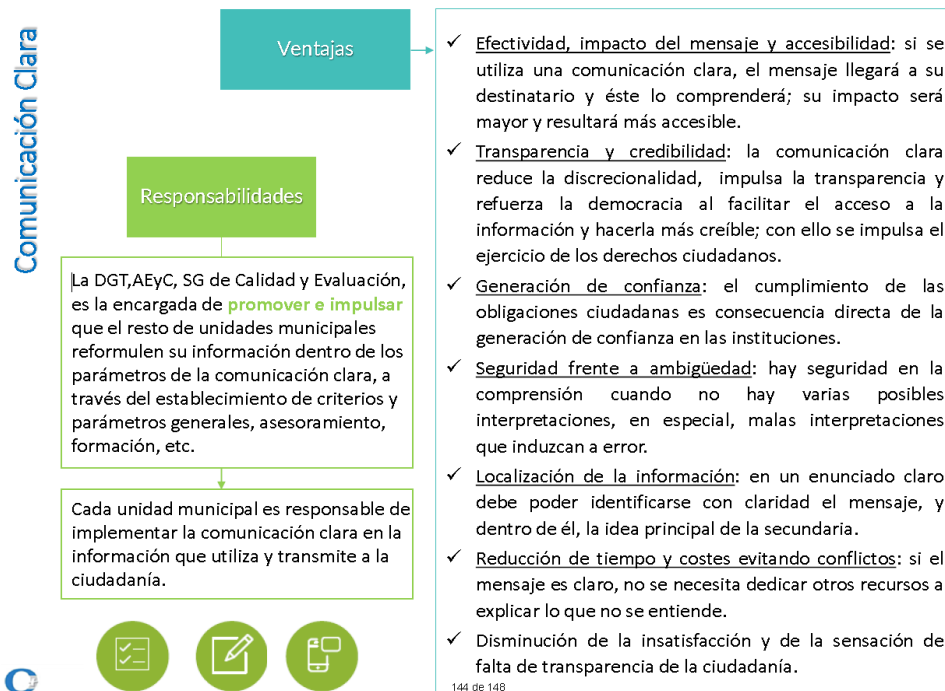 Comunicación Clara
Ventajas
Responsabilidades
La DGT,AEyC, SG de Calidad y Evaluación,
es la encargada de promover e impulsar
que el resto de unidades municipales
reformulen su información dentro de los
parámetros de la comunicación clara, a
través del establecimiento de criterios y
parámetros generales, asesoramiento,
formación, etc.
Cada unidad municipal es responsable de
implementar la comunicación clara en la
información que utiliza y transmite a la
ciudadanía.
✓ Efectividad, impacto del mensaje y accesibilidad: si se
utiliza una comunicación clara, el mensaje llegará a su
destinatario y éste lo comprenderá; su impacto será
mayor y resultará más accesible.
✓ Transparencia y credibilidad: la comunicación clara
reduce la discrecionalidad, impulsa la transparencia y
refuerza la democracia al facilitar el acceso a la
información y hacerla más creíble; con ello se impulsa el
ejercicio de los derechos ciudadanos.
✓ Generación de confianza: el cumplimiento de las
obligaciones ciudadanas es consecuencia directa de la
generación de confianza en las instituciones.
✓ Seguridad frente a ambigüedad: hay seguridad en la
comprensión cuando no hay varias posibles
interpretaciones, en especial, malas interpretaciones
que induzcan a error.
✓ Localización de la información: en un enunciado claro
debe poder identificarse con claridad el mensaje, y
dentro de él, la idea principal de la secundaria.
✓ Reducción de tiempo y costes evitando conflictos: si el
mensaje es claro, no se necesita dedicar otros recursos a
explicar lo que no se entiende.
✓ Disminución de la insatisfacción y de la sensación de
falta de transparencia de la ciudadanía.
144 de 148